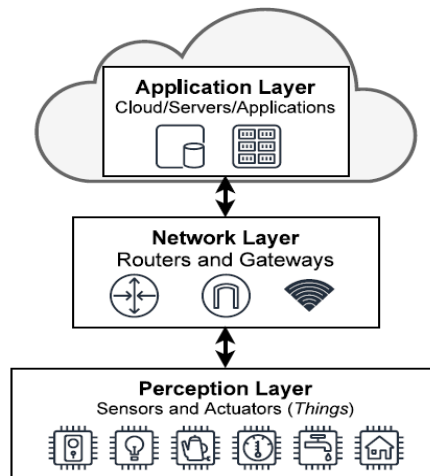 Application Layer
Cloud/Servers/Applications
Network Layer
Routers and Gateways
Perception Layer
Sensors and Actuators (Things)